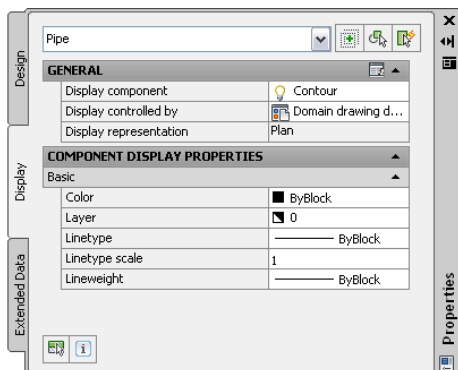 Pipe
Design
Display
Extended Data
GENERAL
Display component Contour
Display controlled by Domain drawing d...
Display representation Plan
COMPONENT DISPLAY PROPERTIES
Basic
Color ByBlock
Layer 0
Linetype ByBlock
Linetype scale 1
Lineweight ByBlock
Properties